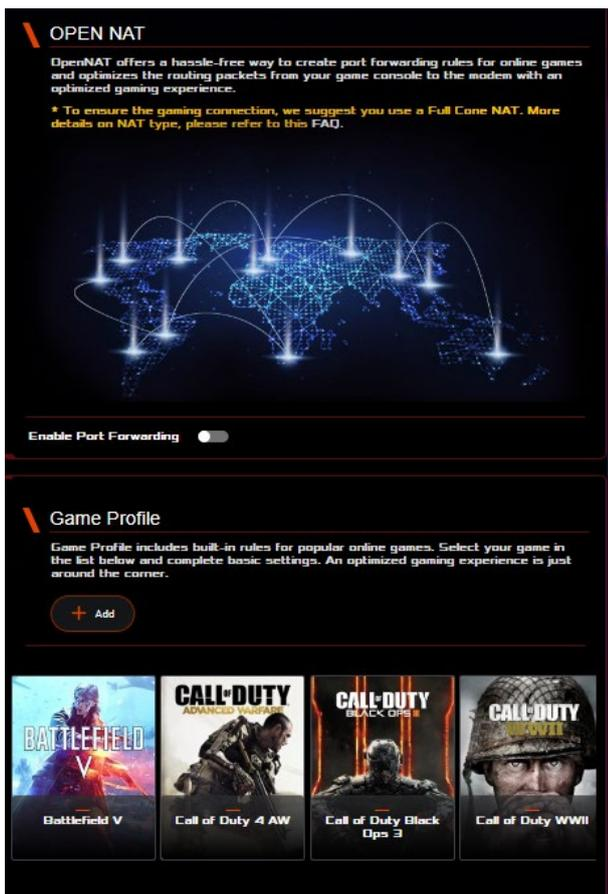 OPEN NAT
OpenNAT offers a hassle-free way to create port forwarding rules for online games
and optimizes the routing packets from your game console to the modem with an
optimized gaming experience.
* To ensure the gaming connection, we suggest you use a Full Cone NAT. More
details on NAT type, please refer to this FAQ.
Enable Port Forwarding
Game Profile
Game Profile includes built-in rules for popular online games. Select your game in
the list below and complete basic settings. An optimized gaming experience is just
around the corner.
+ Add
BATTLEFIELD
V
Battlefield V
CALL OF DUTY
ADVANCED WARFARE
Call of Duty 4 AW
CALL OF DUTY
BLACK OPS III
Call of Duty Black
Ops 3
CALL OF DUTY
WWII
Call of Duty WWII